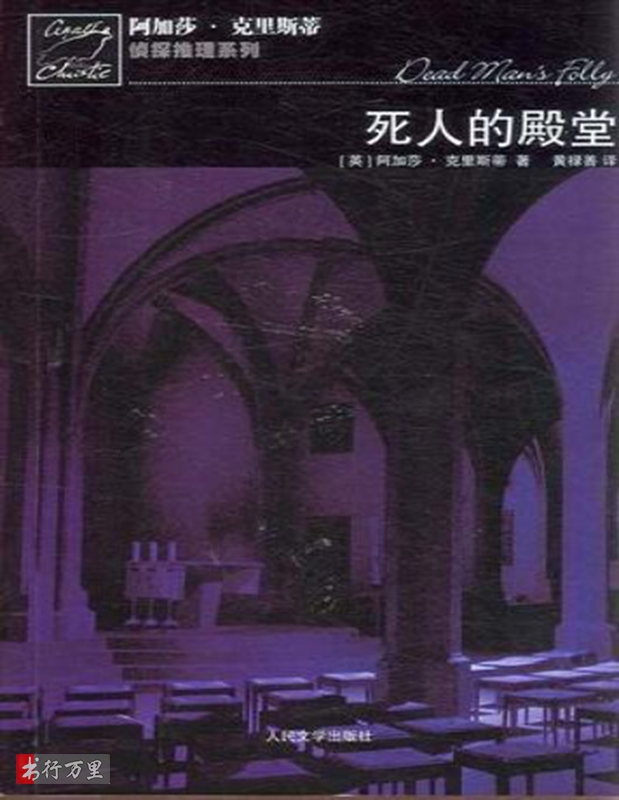 Agatha
Christie
阿加莎·克里斯蒂
侦探推理系列
Dead Man's Folly
死人的殿堂
[英]阿加莎·克里斯蒂 著 黄禄善 译
人民文学出版社
书行万里